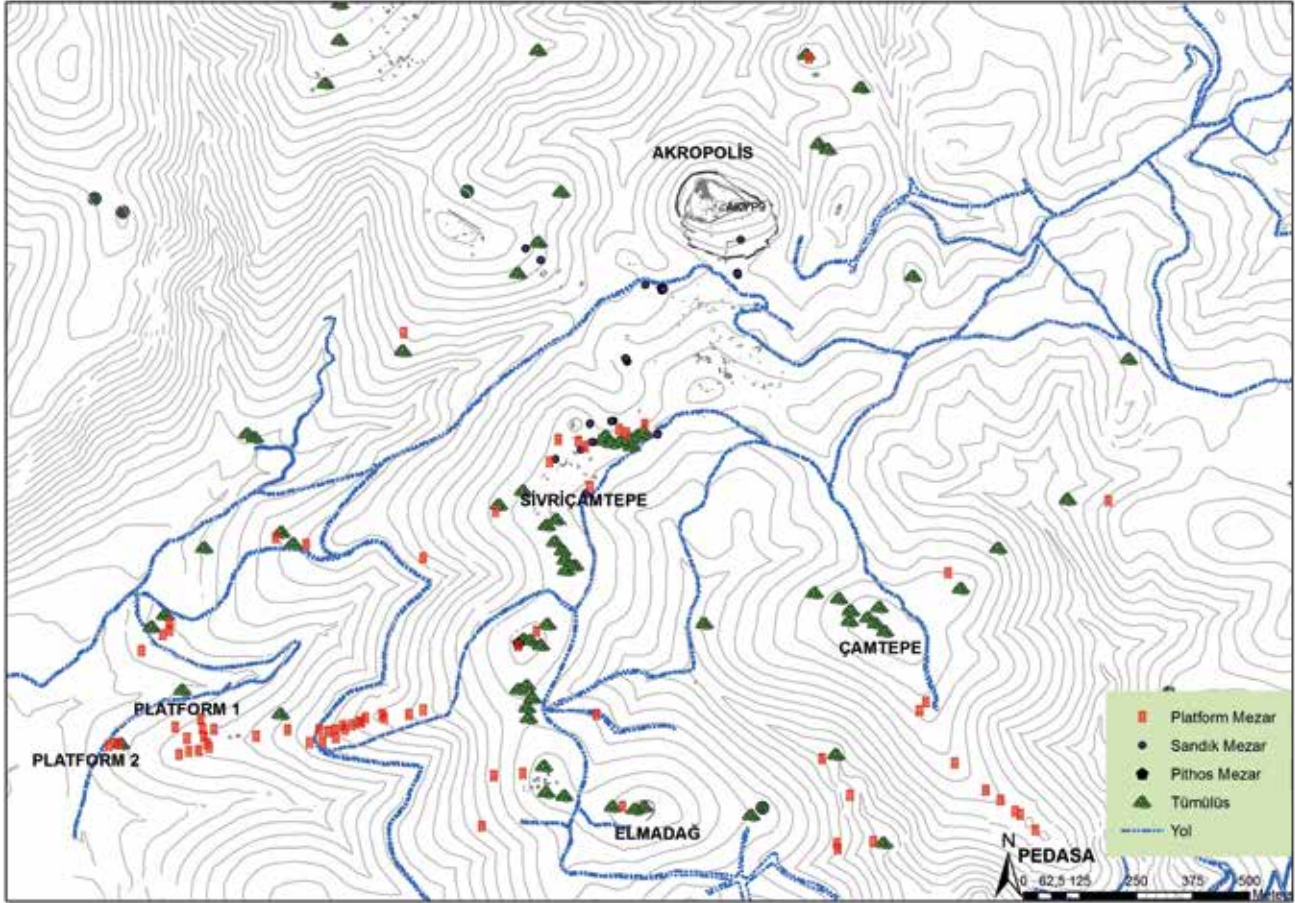 AKROPOLİS
SİVRİÇAMTEPE
ÇAMTEPE
PLATFORM 1
PLATFORM 2
ELMADAĞ
Platform Mezar
Sandık Mezar
Pithos Mezar
Tümülüs
Yol
N
PEDASA
0 62,5 125 250 375 500
Meters